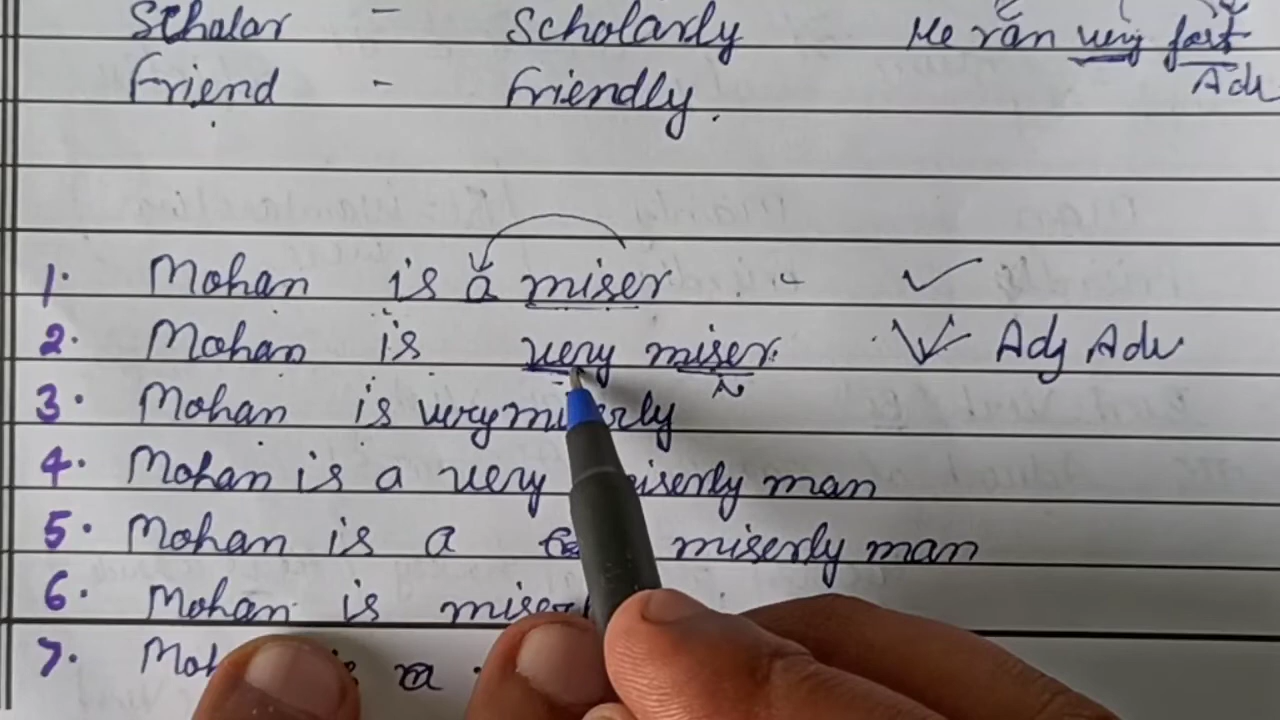 Scholar - Scholarly He ran very fast
Adv
Friend - Friendly.
1. Mohan is a miser ✓
2. Mohan is very miser. Adj Adv
N
3. Mohan is very miserly
4. Mohan is a very miserly man
5. Mohan is a miserly man
6. Mohan is
7. is a